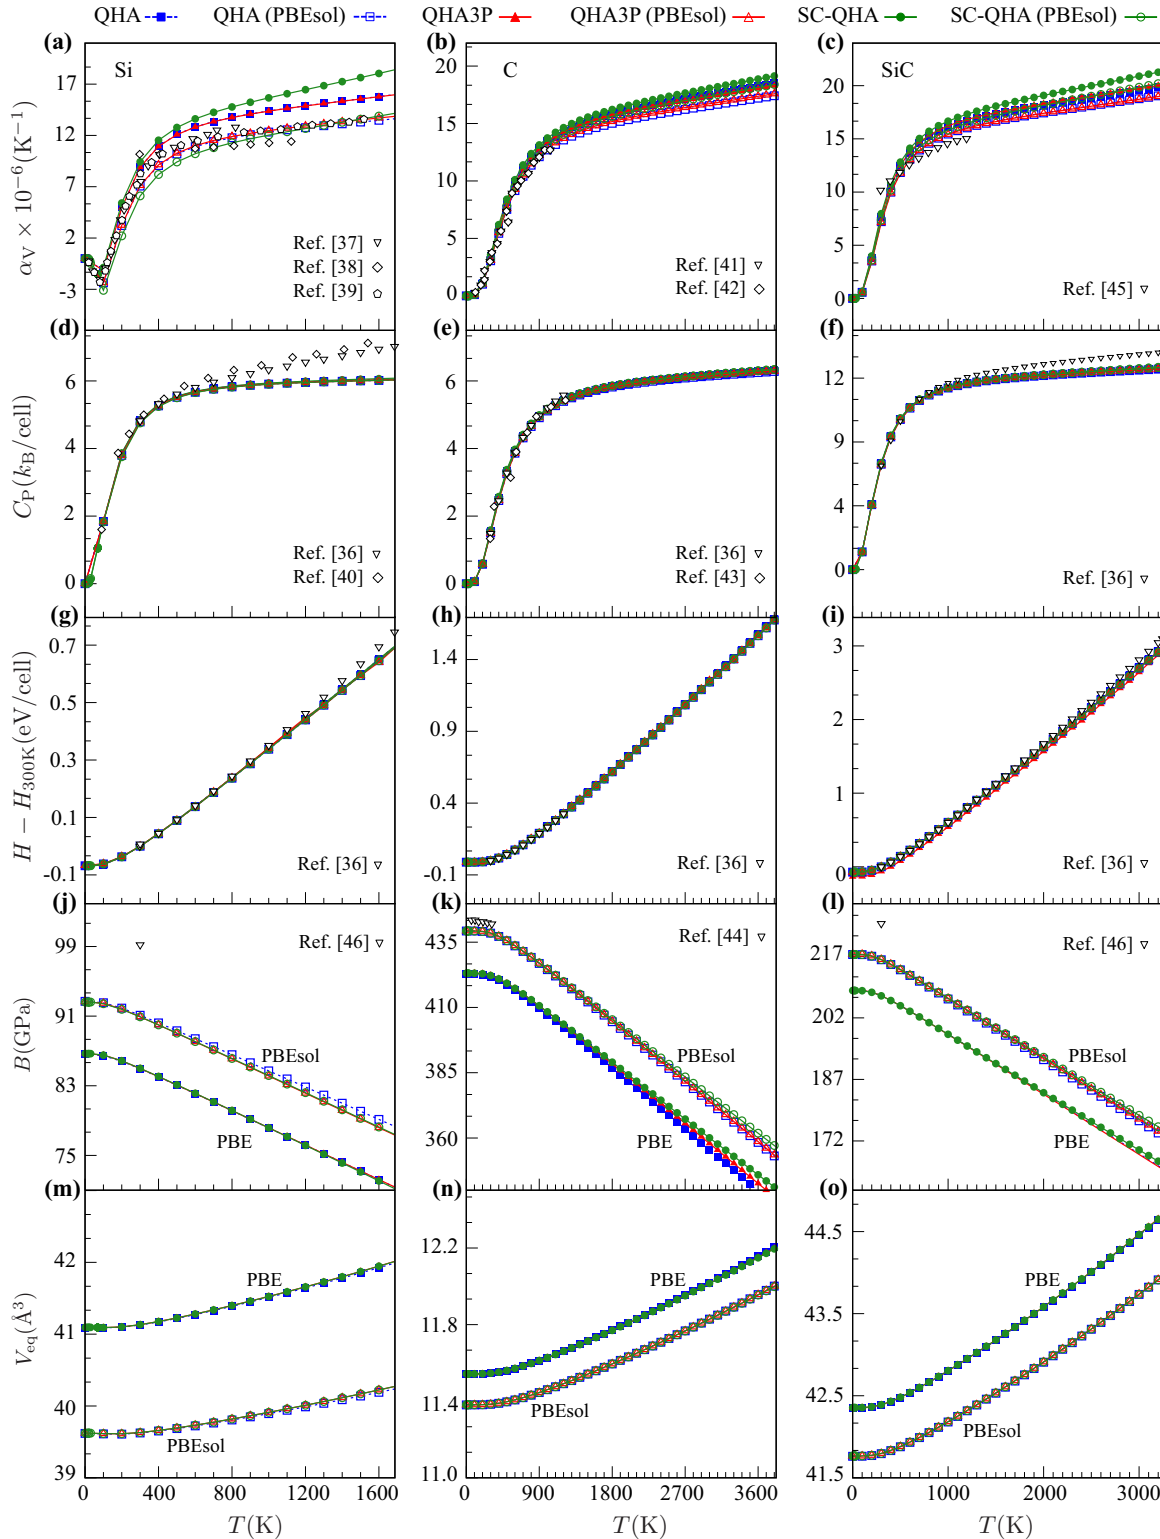 QHA QHA (PBEsol) QHA3P QHA3P (PBEsol) SC-QHA SC-QHA (PBEsol)
(a) (b) (c)
Si C SiC
17
12
7
2
-3
αV × 10−6(K−1)
Ref. [37]
Ref. [38]
Ref. [39]
20
15
10
5
0
Ref. [41]
Ref. [42]
20
15
10
5
0
Ref. [45]
(d) (e) (f)
6
4
2
0
CP(kB/cell)
Ref. [36]
Ref. [40]
6
4
2
0
Ref. [36]
Ref. [43]
12
9
4
0
Ref. [36]
(g) (h) (i)
0.7
0.5
0.3
0.1
-0.1
H − H300K(eV/cell)
Ref. [36]
1.4
0.9
0.4
-0.1
Ref. [36]
3
2
1
0
Ref. [36]
(j) (k) (l)
99
91
83
75
B(GPa)
Ref. [46]
PBEsol
PBE
435
410
385
360
Ref. [44]
PBEsol
PBE
217
202
187
172
Ref. [46]
PBEsol
PBE
(m) (n) (o)
42
41
40
39
Veq(Å3)
PBE
PBEsol
12.2
11.8
11.4
11.0
PBE
PBEsol
44.5
43.5
42.5
41.5
PBE
PBEsol
0 400 800 1200 1600
0 900 1800 2700 3600
0 1000 2000 3000
T(K) T(K) T(K)